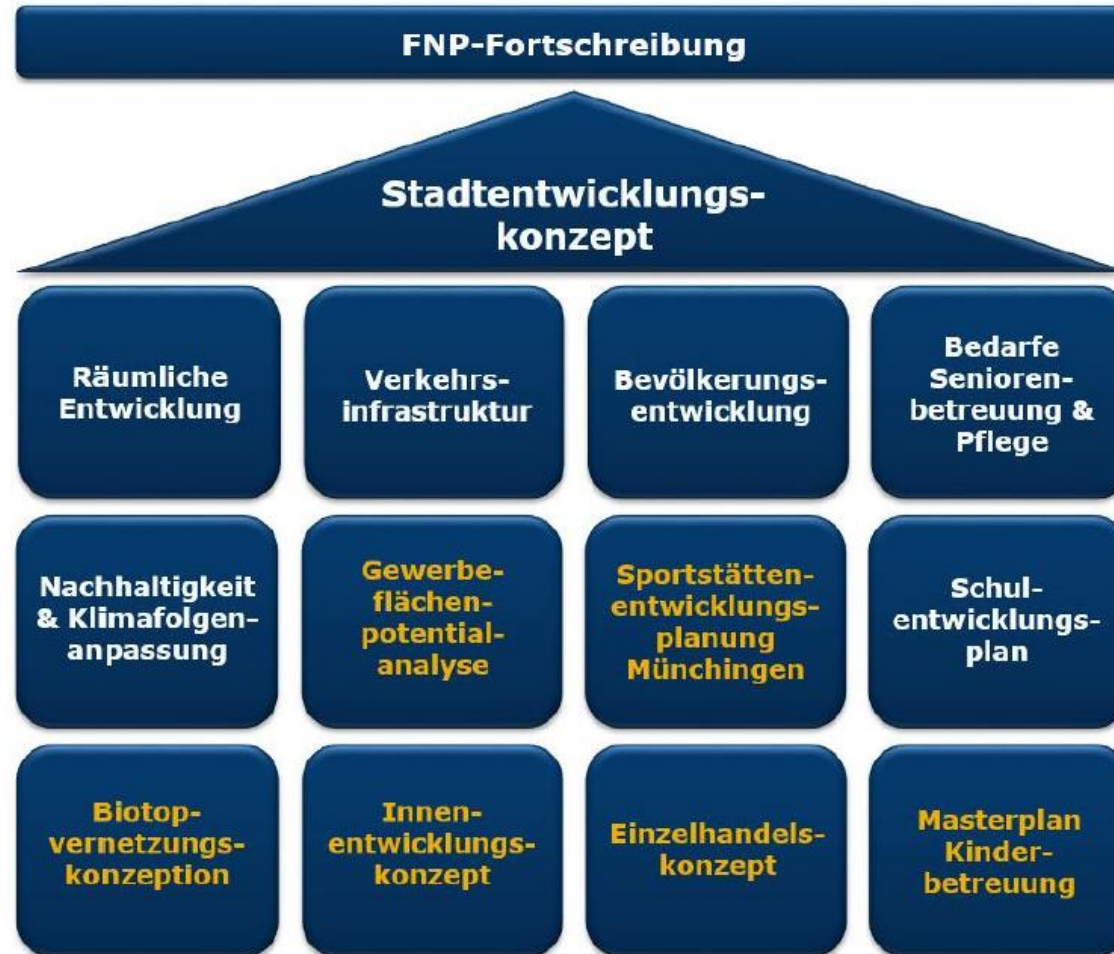 FNP-Fortschreibung
Stadtentwicklungs-
konzept
Räumliche
Entwicklung
Verkehrs-
infrastruktur
Bevölkerungs-
entwicklung
Bedarfe
Senioren-
betreuung &
Pflege
Nachhaltigkeit
& Klimafolgen-
anpassung
Gewerbe-
flächen-
potential-
analyse
Sportstätten-
entwicklungs-
planung
Münchingen
Schul-
entwicklungs-
plan
Biotop-
vernetzungs-
konzeption
Innen-
entwicklungs-
konzept
Einzelhandels-
konzept
Masterplan
Kinder-
betreuung